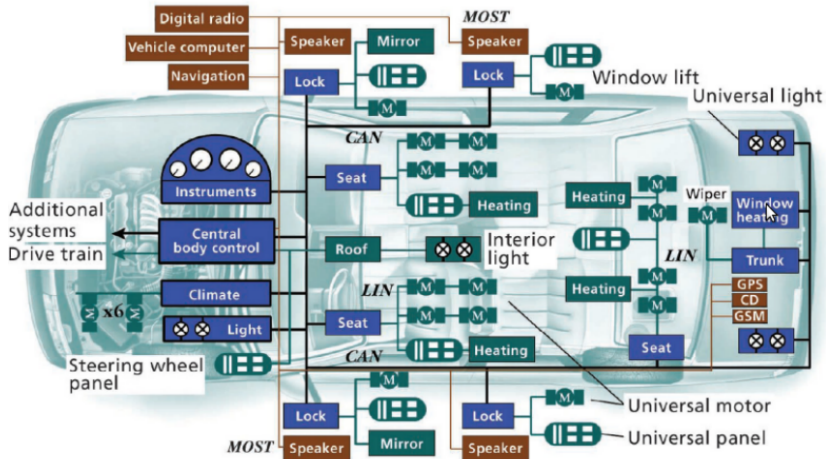 Digital radio
MOST
Vehicle computer
Speaker
Mirror
Speaker
Navigation
Lock
Lock
Window lift
M
M
Universal light
CAN
M
M
Instruments
Seat
M
M
M
Heating
Heating
Wiper
M
Window
heating
Additional
systems
Drive train
Central
body control
Roof
Interior
light
M
LIN
Trunk
x6
M
M
Climate
LIN
M
M
Heating
M
GPS
CD
GSM
Light
Seat
M
M
Steering wheel
panel
CAN
Heating
Seat
M
M
Universal motor
Lock
Lock
Universal panel
MOST
Speaker
Mirror
Speaker